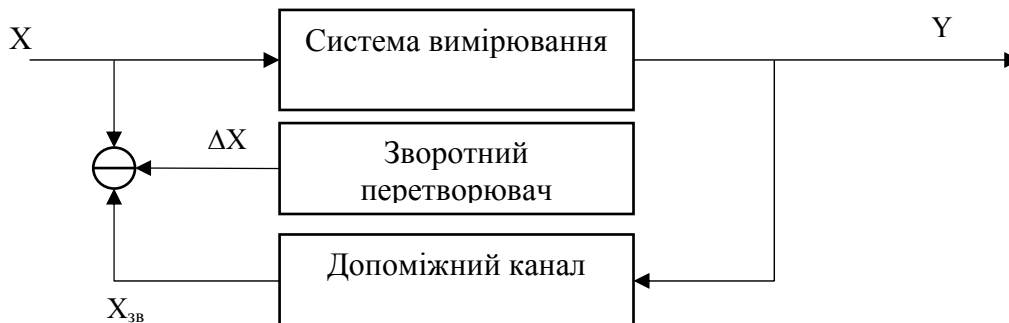 X
Система вимірювання
Y
ΔX
Зворотний
перетворювач
Допоміжний канал
Xзв